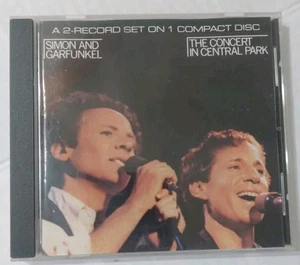 A 2-RECORD SET ON 1 COMPACT DISC
SIMON AND
GARFUNKEL
THE CONCERT
IN CENTRAL PARK